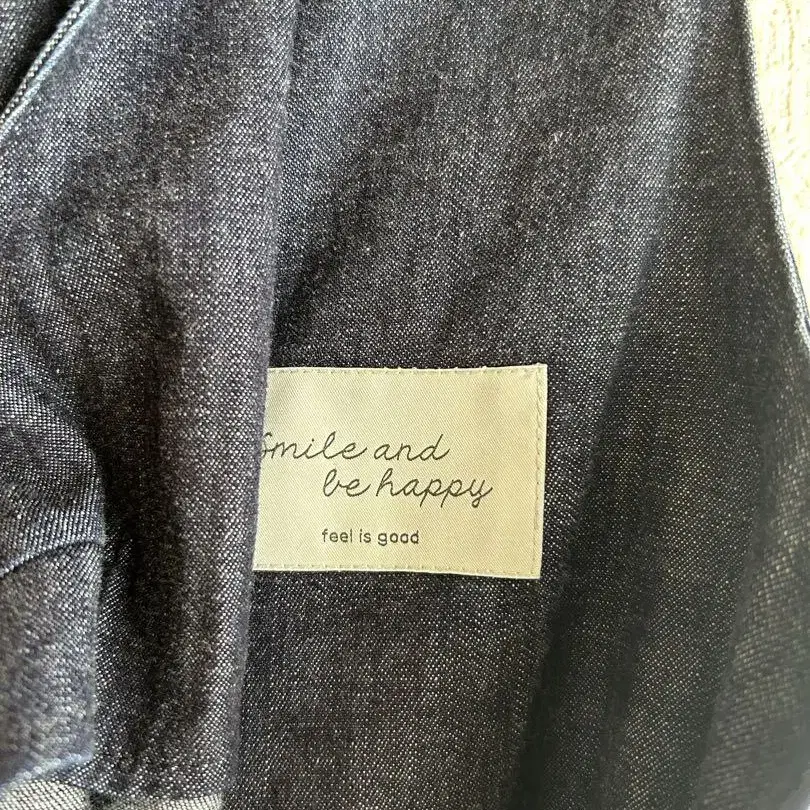 Smile and
be happy
feel is good